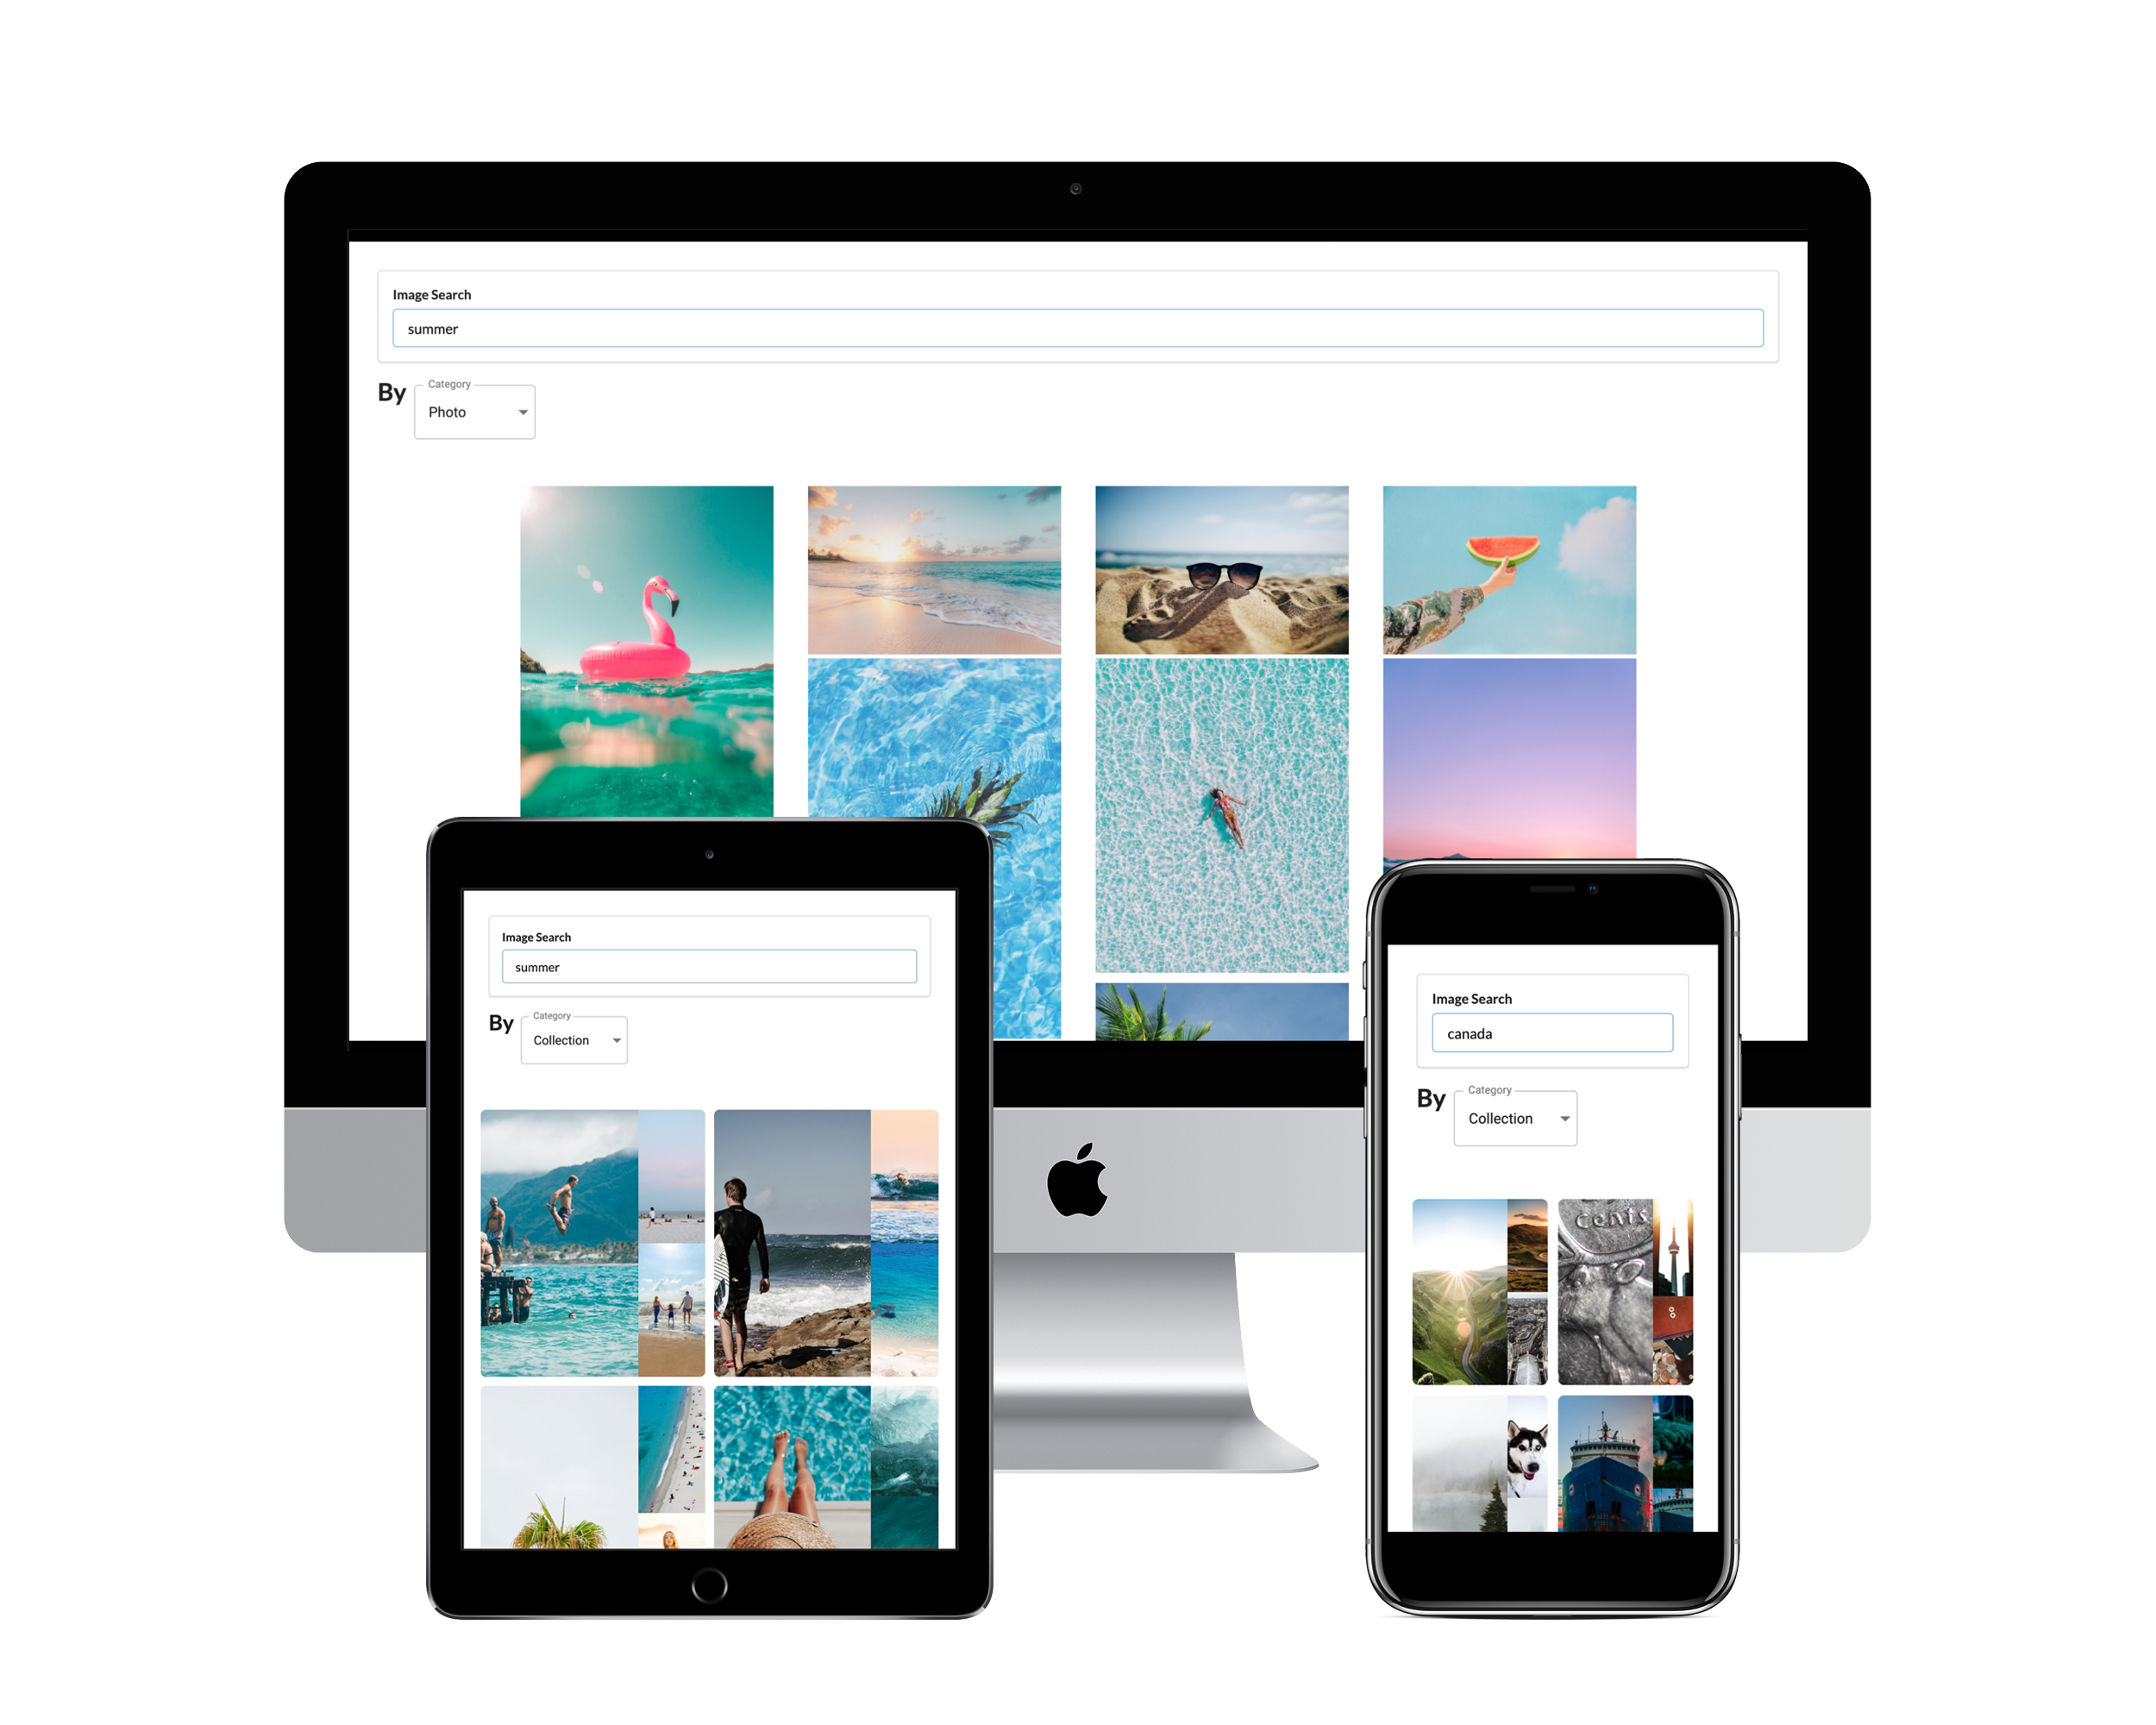 Image Search
summer
By
Category
Photo
Image Search
summer
By
Category
Collection
Image Search
canada
By
Category
Collection
cents